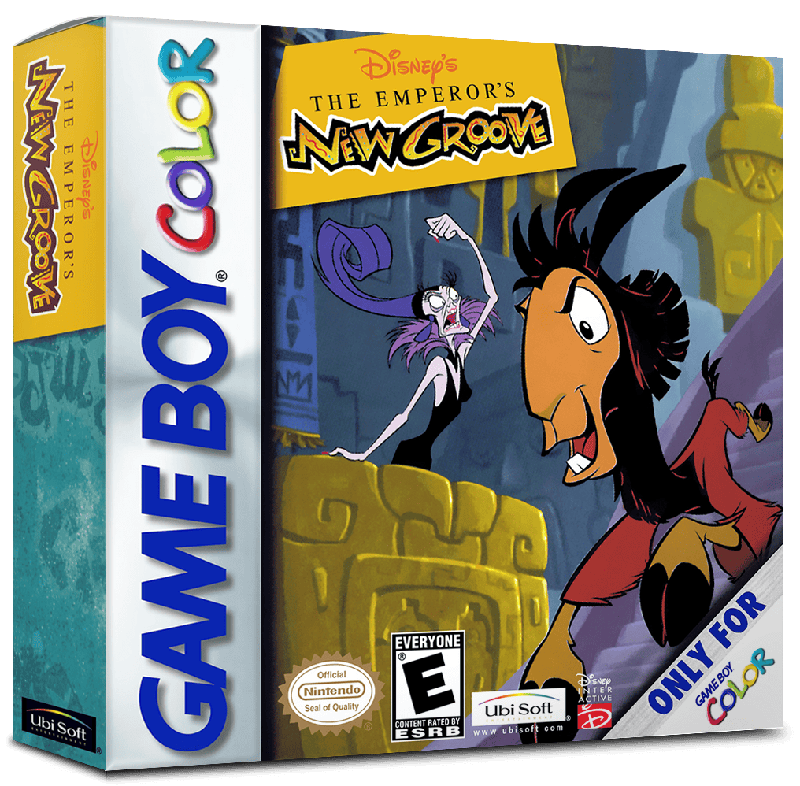 Disney's
THE EMPEROR'S
NEW GROOVE
Ubi Soft
GAME BOY COLOR
®
Disney's
THE EMPEROR'S
NEW GROOVE
Official
Nintendo
Seal of Quality
EVERYONE
E
®
CONTENT RATED BY
ESRB
Ubi Soft
www.ubisoft.com
Disney
INTER
ACTIVE
D
ONLY FOR
GAME BOY
COLOR